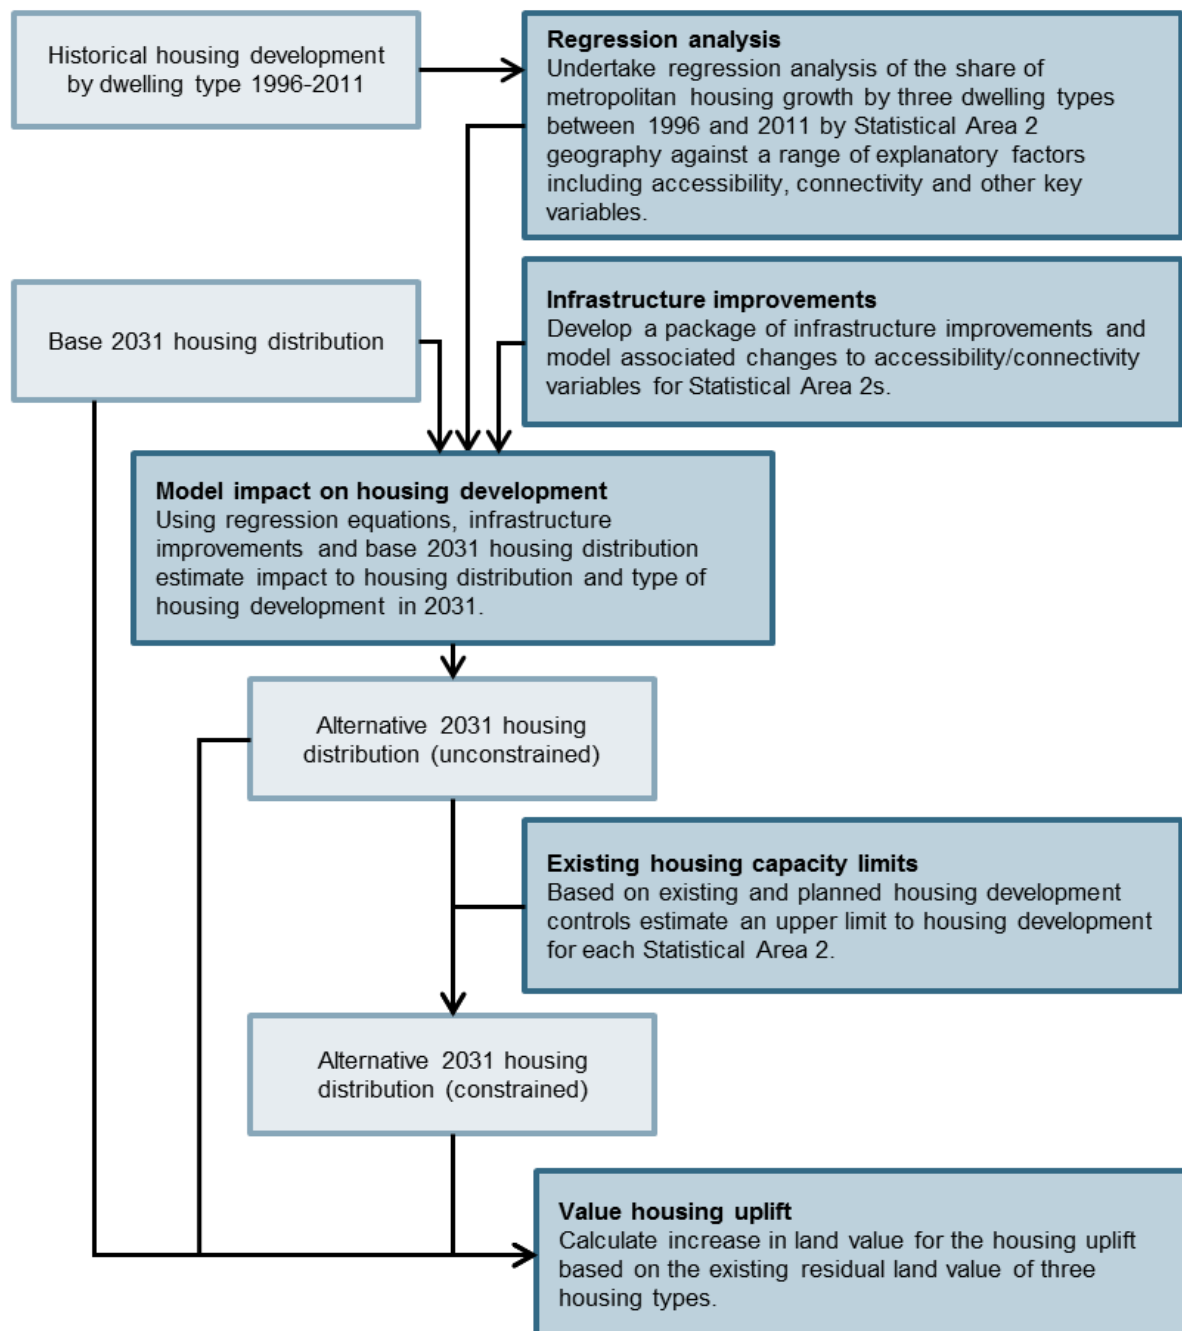 Historical housing development
by dwelling type 1996-2011
Regression analysis
Undertake regression analysis of the share of
metropolitan housing growth by three dwelling types
between 1996 and 2011 by Statistical Area 2
geography against a range of explanatory factors
including accessibility, connectivity and other key
variables.
Base 2031 housing distribution
Infrastructure improvements
Develop a package of infrastructure improvements and
model associated changes to accessibility/connectivity
variables for Statistical Area 2s.
Model impact on housing development
Using regression equations, infrastructure
improvements and base 2031 housing distribution
estimate impact to housing distribution and type of
housing development in 2031.
Alternative 2031 housing
distribution (unconstrained)
Existing housing capacity limits
Based on existing and planned housing development
controls estimate an upper limit to housing development
for each Statistical Area 2.
Alternative 2031 housing
distribution (constrained)
Value housing uplift
Calculate increase in land value for the housing uplift
based on the existing residual land value of three
housing types.